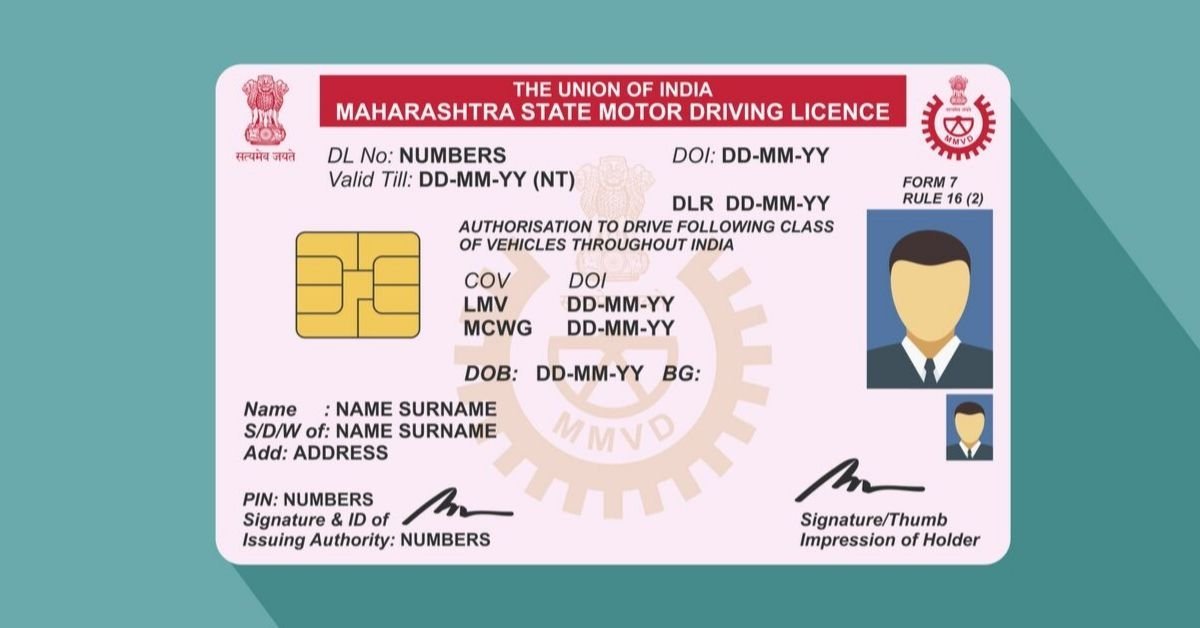 THE UNION OF INDIA
MAHARASHTRA STATE MOTOR DRIVING LICENCE
सत्यमेव जयते
MMVD
DL No: NUMBERS
DOI: DD-MM-YY
Valid Till: DD-MM-YY (NT)
DLR DD-MM-YY
FORM 7
RULE 16 (2)
AUTHORISATION TO DRIVE FOLLOWING CLASS
OF VEHICLES THROUGHOUT INDIA
COV DOI
LMV DD-MM-YY
MCWG DD-MM-YY
DOB: DD-MM-YY BG:
MMVD
Name : NAME SURNAME
S/D/W of: NAME SURNAME
Add: ADDRESS
PIN: NUMBERS
Signature & ID of
Issuing Authority: NUMBERS
Signature/Thumb
Impression of Holder